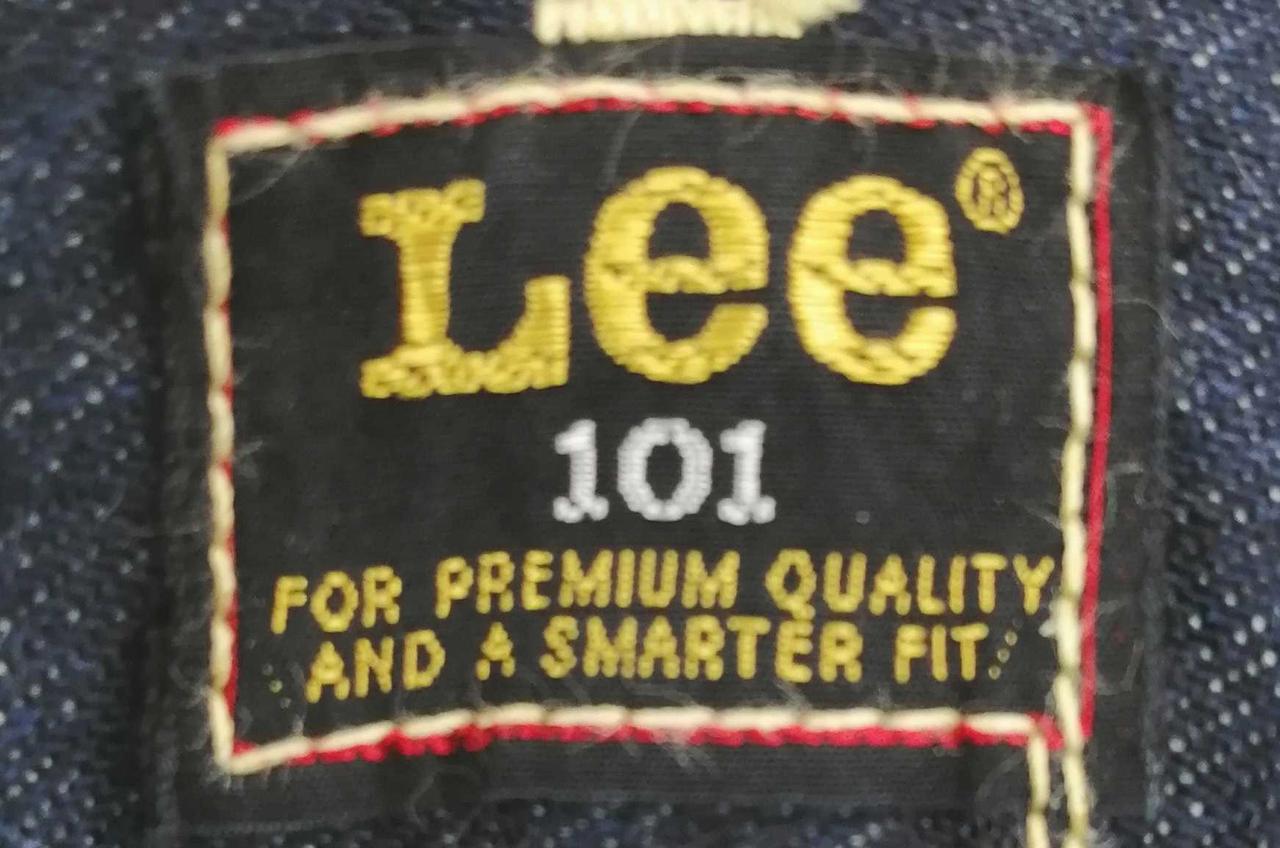 Lee®
101
FOR PREMIUM QUALITY
AND A SMARTER FIT.